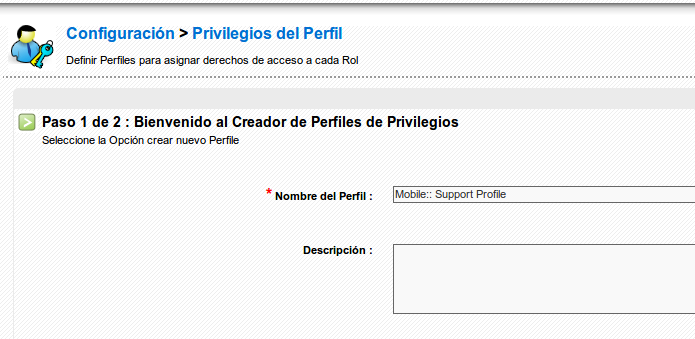 Configuración > Privilegios del Perfil
Definir Perfiles para asignar derechos de acceso a cada Rol
Paso 1 de 2 : Bienvenido al Creador de Perfiles de Privilegios
Seleccione la Opción crear nuevo Perfile
* Nombre del Perfil : Mobile:: Support Profile
Descripción :